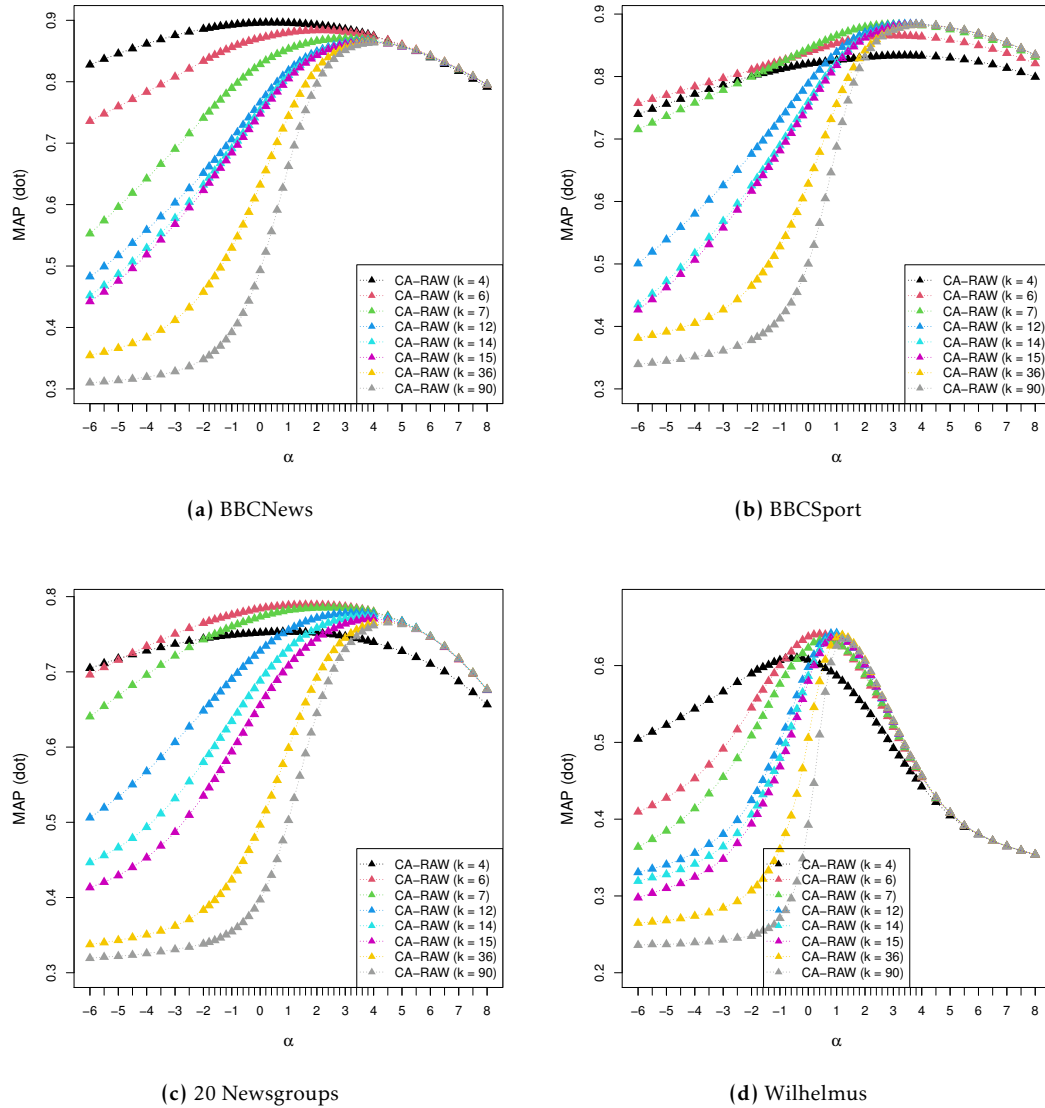 0.9
0.8
0.7
0.6
0.5
0.4
0.3
MAP (dot)
CA−RAW (k = 4)
CA−RAW (k = 6)
CA−RAW (k = 7)
CA−RAW (k = 12)
CA−RAW (k = 14)
CA−RAW (k = 15)
CA−RAW (k = 36)
CA−RAW (k = 90)
−6 −5 −4 −3 −2 −1 0 1 2 3 4 5 6 7 8
α
(a) BBCNews
0.9
0.8
0.7
0.6
0.5
0.4
0.3
MAP (dot)
CA−RAW (k = 4)
CA−RAW (k = 6)
CA−RAW (k = 7)
CA−RAW (k = 12)
CA−RAW (k = 14)
CA−RAW (k = 15)
CA−RAW (k = 36)
CA−RAW (k = 90)
−6 −5 −4 −3 −2 −1 0 1 2 3 4 5 6 7 8
α
(b) BBCSport
0.8
0.7
0.6
0.5
0.4
0.3
MAP (dot)
CA−RAW (k = 4)
CA−RAW (k = 6)
CA−RAW (k = 7)
CA−RAW (k = 12)
CA−RAW (k = 14)
CA−RAW (k = 15)
CA−RAW (k = 36)
CA−RAW (k = 90)
−6 −5 −4 −3 −2 −1 0 1 2 3 4 5 6 7 8
α
(c) 20 Newsgroups
0.6
0.5
0.4
0.3
0.2
MAP (dot)
CA−RAW (k = 4)
CA−RAW (k = 6)
CA−RAW (k = 7)
CA−RAW (k = 12)
CA−RAW (k = 14)
CA−RAW (k = 15)
CA−RAW (k = 36)
CA−RAW (k = 90)
−6 −5 −4 −3 −2 −1 0 1 2 3 4 5 6 7 8
α
(d) Wilhelmus